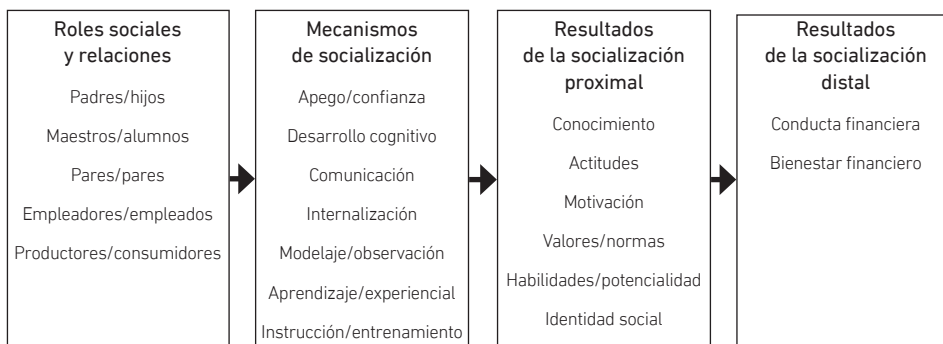 Roles sociales
y relaciones
Padres/hijos
Maestros/alumnos
Pares/pares
Empleadores/empleados
Productores/consumidores
Mecanismos
de socialización
Apego/confianza
Desarrollo cognitivo
Comunicación
Internalización
Modelaje/observación
Aprendizaje/experiencial
Instrucción/entrenamiento
Resultados
de la socialización
proximal
Conocimiento
Actitudes
Motivación
Valores/normas
Habilidades/potencialidad
Identidad social
Resultados
de la socialización
distal
Conducta financiera
Bienestar financiero